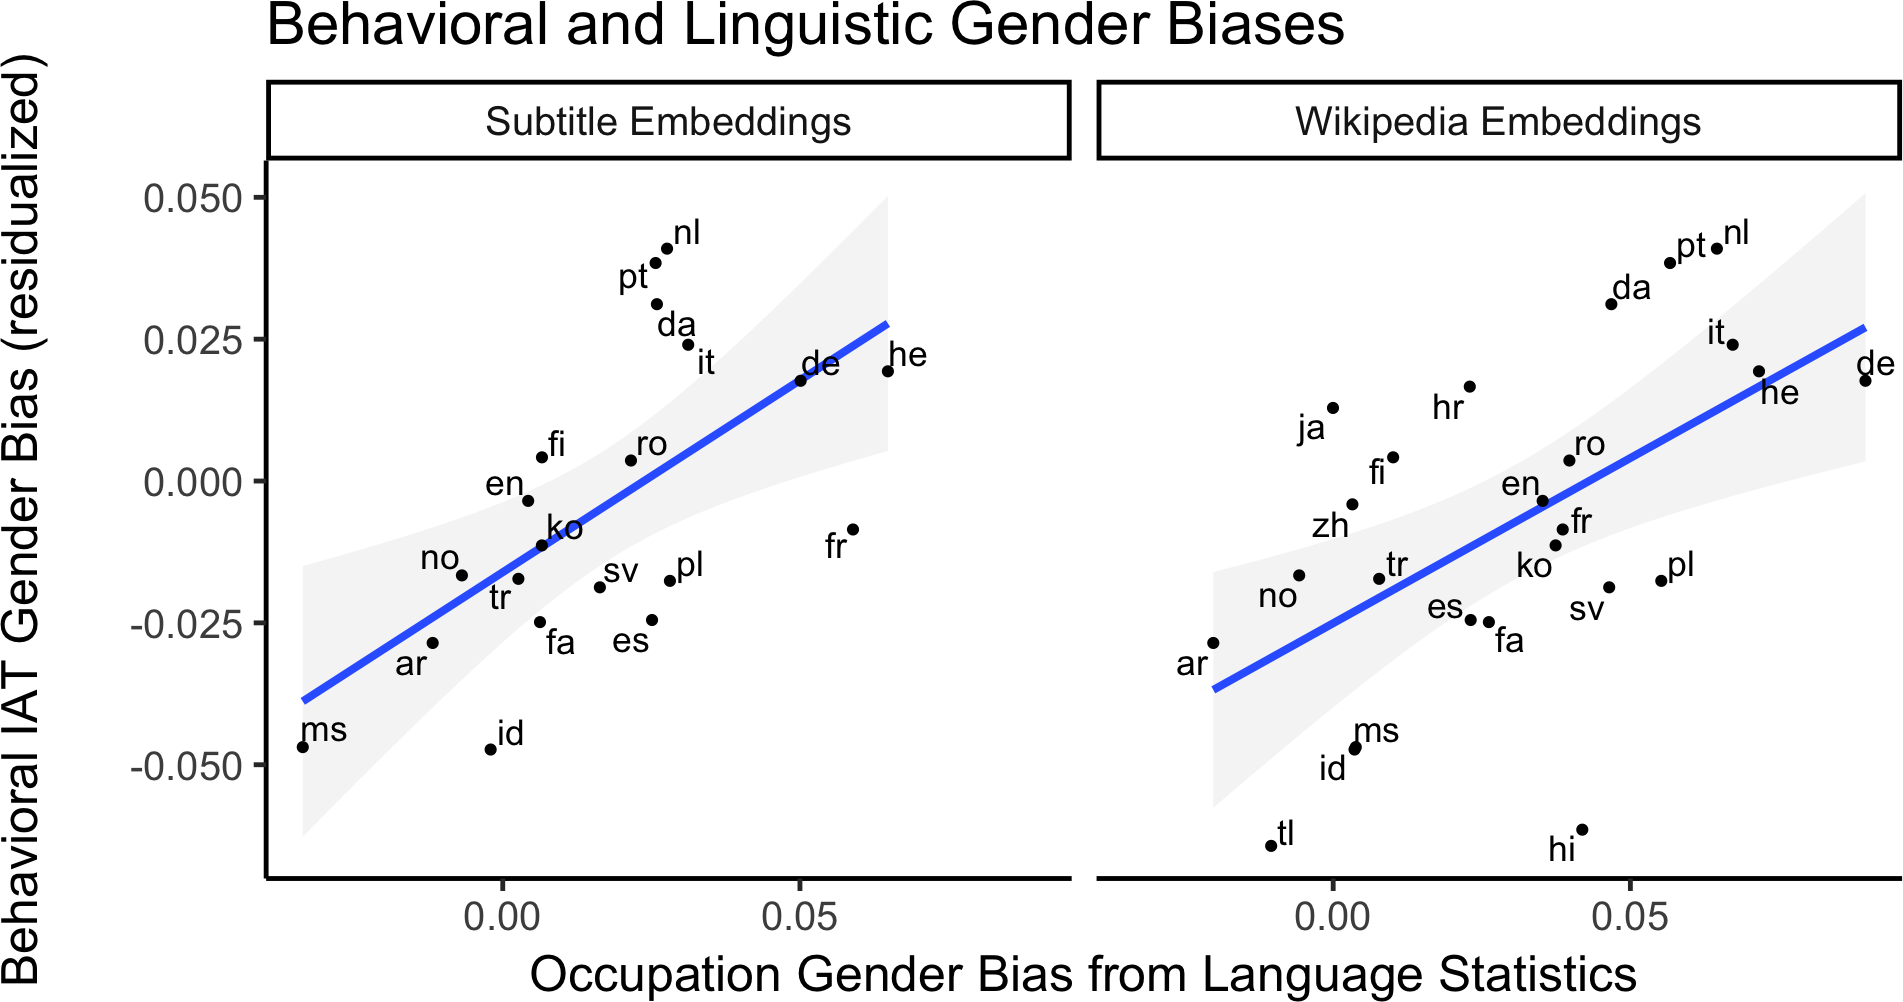 Behavioral and Linguistic Gender Biases
Subtitle Embeddings
Wikipedia Embeddings
Behavioral IAT Gender Bias (residualized)
0.050
0.025
0.000
-0.025
-0.050
nl
pt
da
it
de
he
fi
ro
en
ko
fr
no
tr
sv
pl
fa
es
ar
ms
id
nl
pt
da
it
de
he
hr
ja
fi
ro
en
zh
fr
ko
tr
pl
no
es
sv
fa
ar
ms
id
tl
hi
0.00
0.05
0.00
0.05
Occupation Gender Bias from Language Statistics